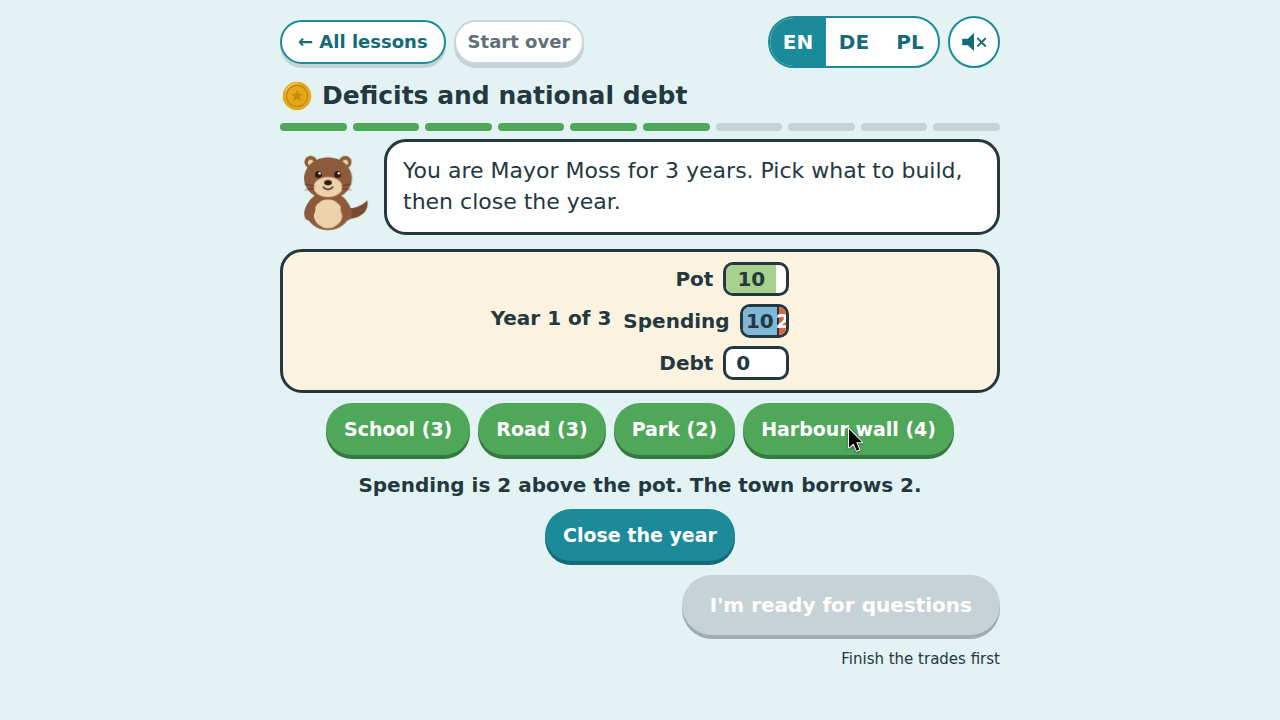 ← All lessons
Start over
EN DE PL
Deficits and national debt
You are Mayor Moss for 3 years. Pick what to build,
then close the year.
Year 1 of 3
Pot 10
Spending 10 2
Debt 0
School (3)
Road (3)
Park (2)
Harbour wall (4)
Spending is 2 above the pot. The town borrows 2.
Close the year
I'm ready for questions
Finish the trades first